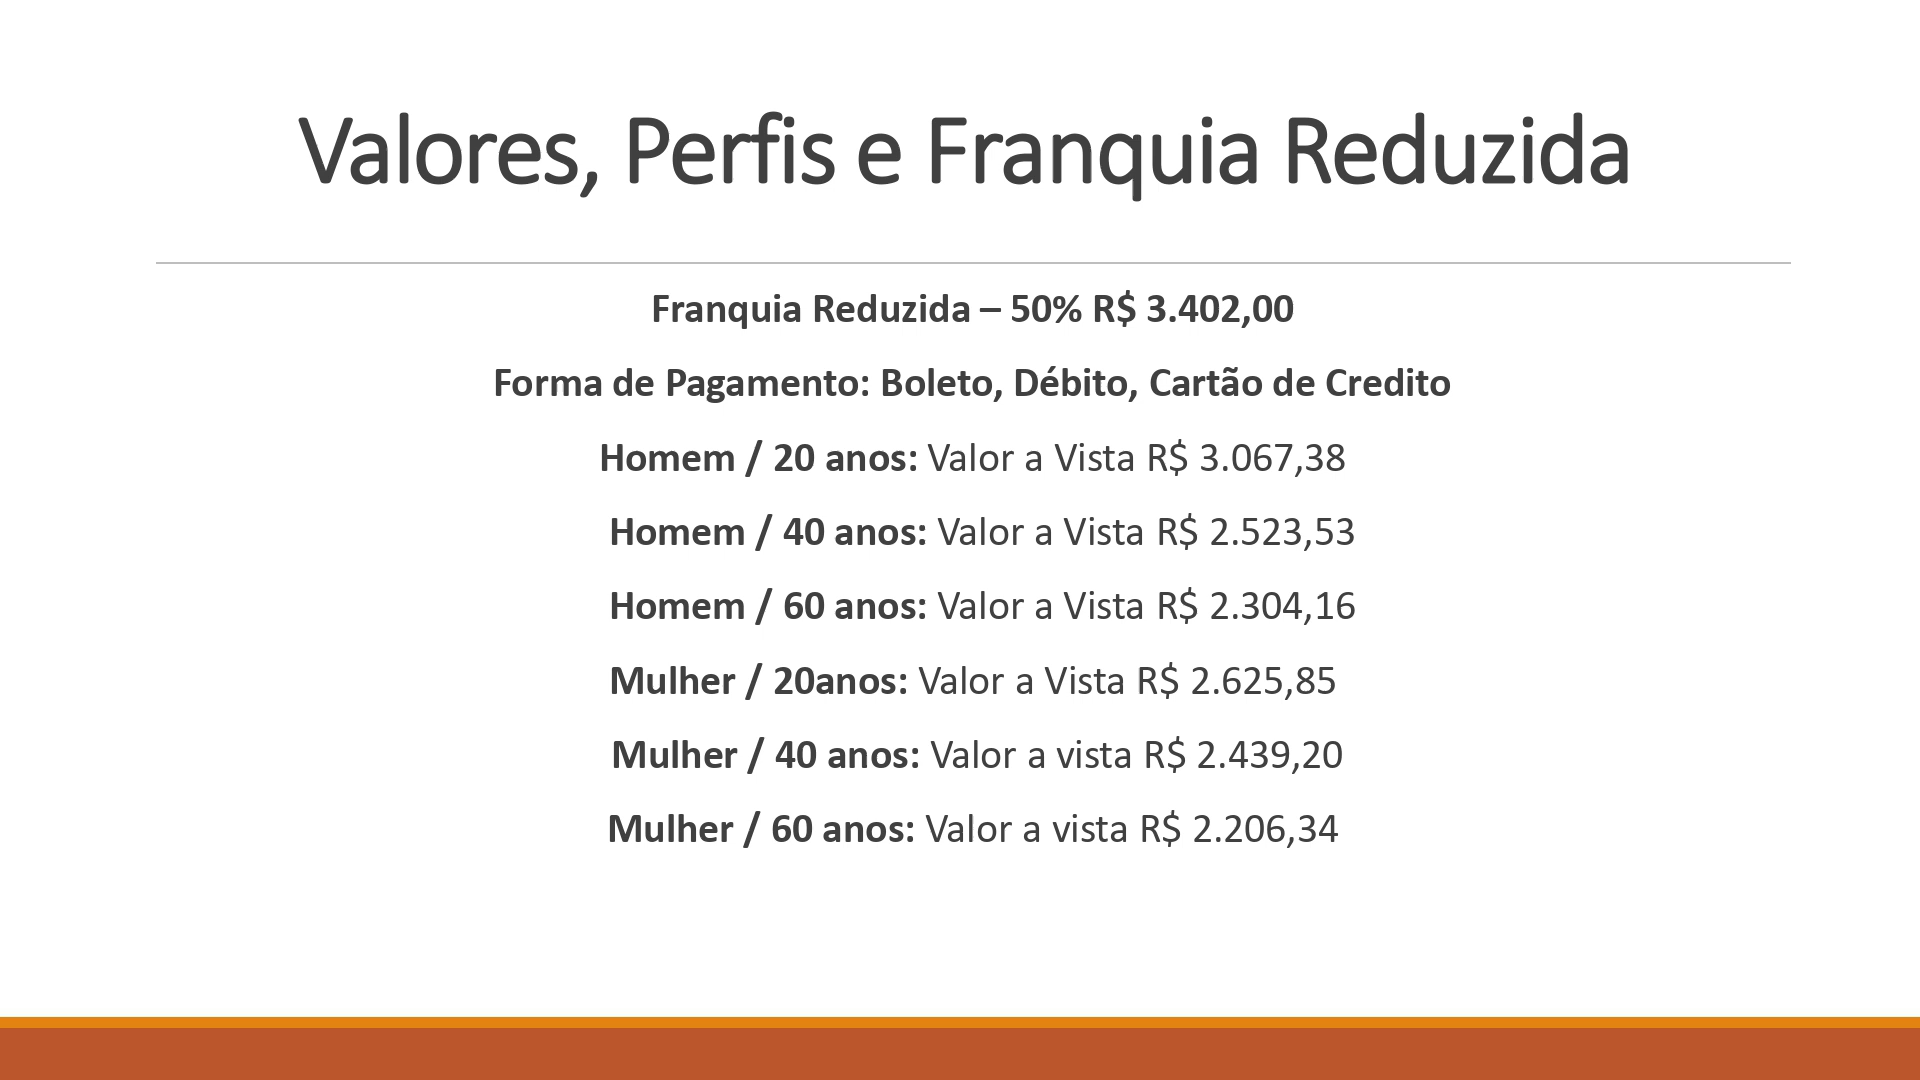 Valores, Perfis e Franquia Reduzida
Franquia Reduzida – 50% R$ 3.402,00
Forma de Pagamento: Boleto, Débito, Cartão de Credito
Homem / 20 anos: Valor a Vista R$ 3.067,38
Homem / 40 anos: Valor a Vista R$ 2.523,53
Homem / 60 anos: Valor a Vista R$ 2.304,16
Mulher / 20anos: Valor a Vista R$ 2.625,85
Mulher / 40 anos: Valor a vista R$ 2.439,20
Mulher / 60 anos: Valor a vista R$ 2.206,34